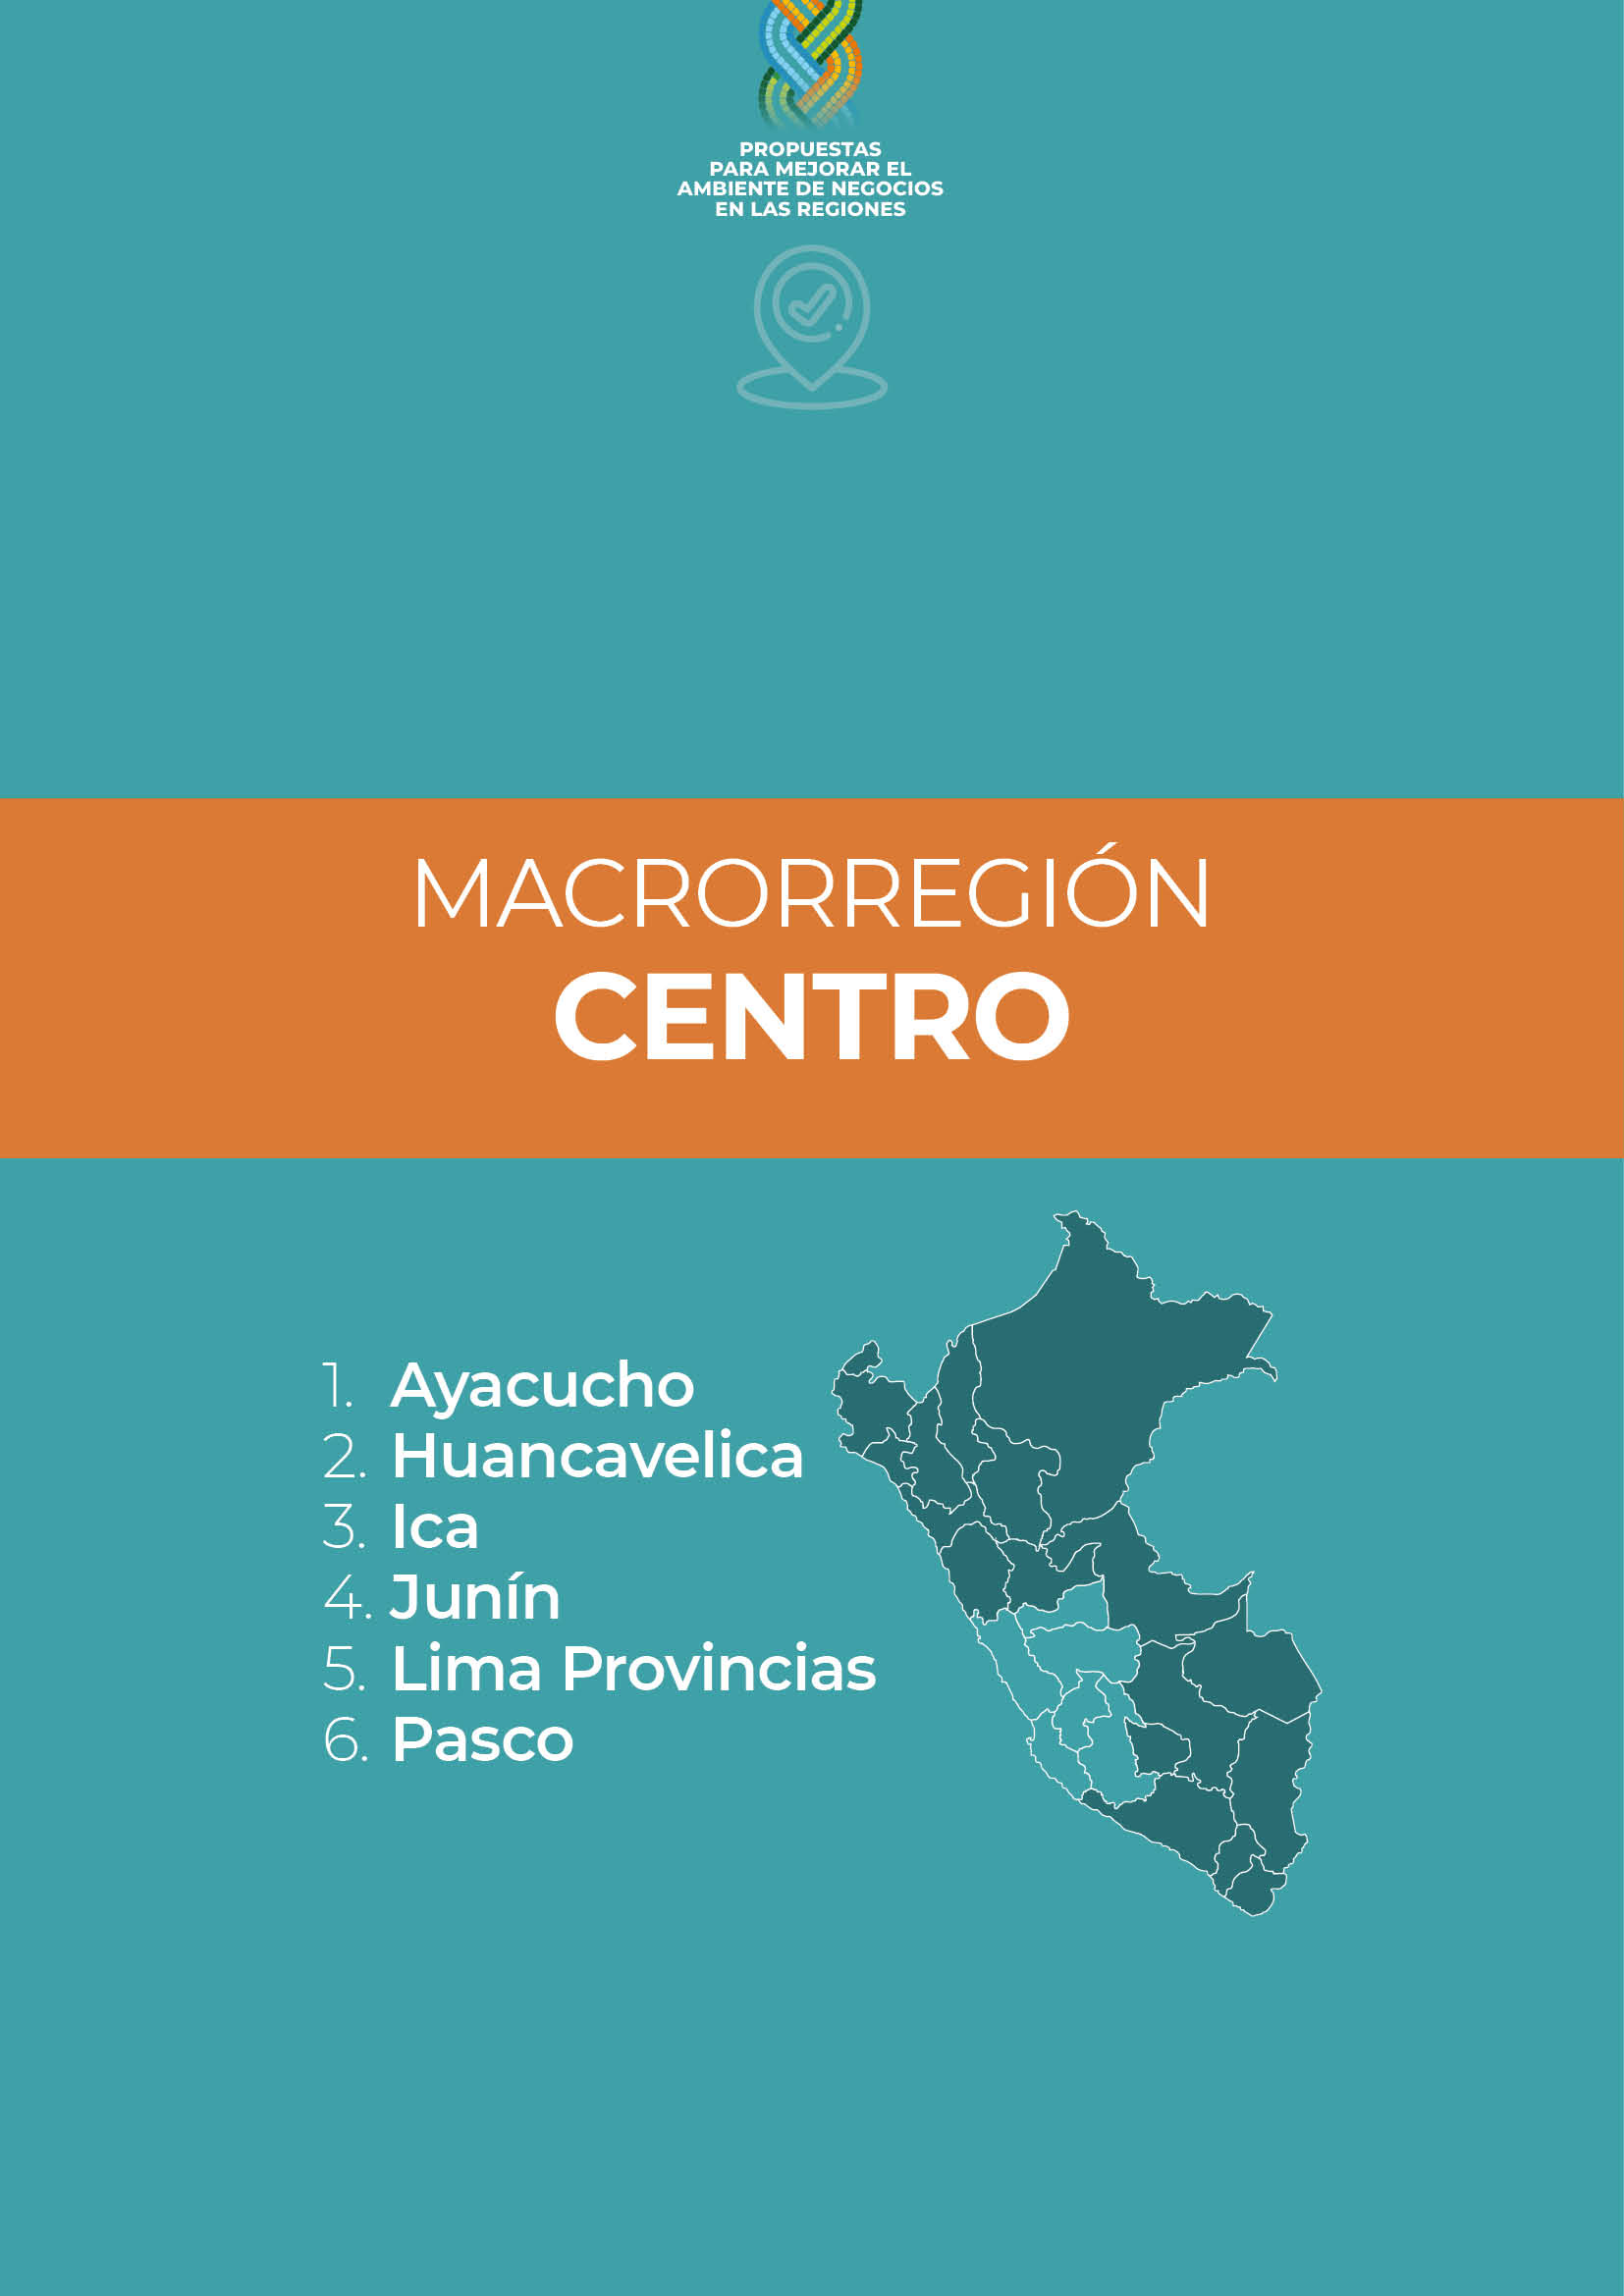 PROPUESTAS
PARA MEJORAR EL
AMBIENTE DE NEGOCIOS
EN LAS REGIONES
MACRORREGIÓN
CENTRO
1. Ayacucho
2. Huancavelica
3. Ica
4. Junín
5. Lima Provincias
6. Pasco